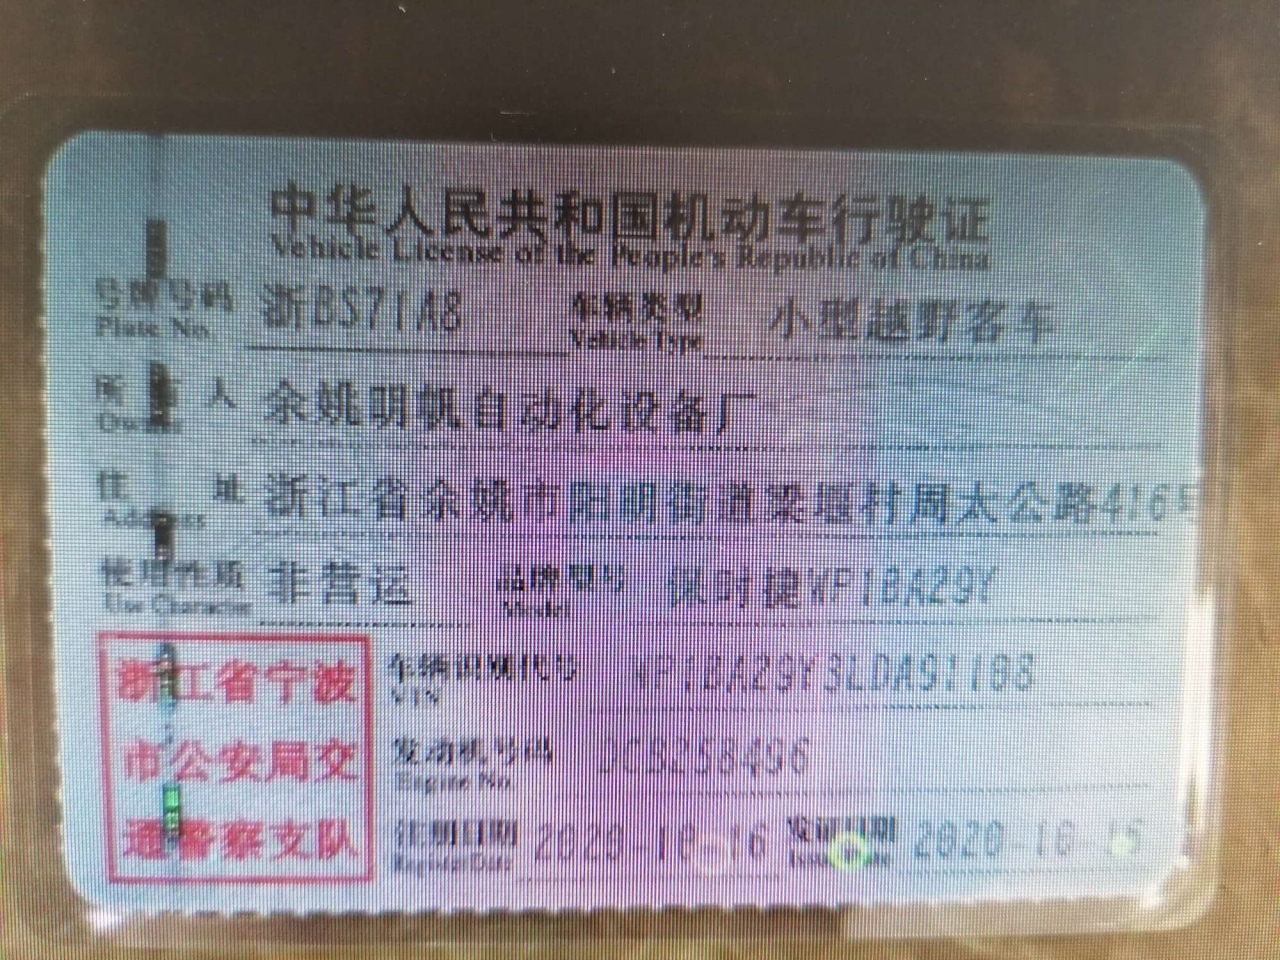 中华人民共和国机动车行驶证
Vehicle License of the People's Republic of China
号牌号码 浙BS71A8 车辆类型 小型越野客车
Plate No. Vehicle Type
所有人 余姚明帆自动化设备厂
Owner
住 址 浙江省余姚市阳明街道梁堰村周太公路416号
Address
使用性质 非营运 品牌型号 保时捷WP1BA29Y
Use Character Model
浙江省宁波市公安局交通警察支队
车辆识别代号 WP1BA29Y3LDA91108
VIN
发动机号码 DCB258496
Engine No.
注册日期 2020-10-16 发证日期 2020-10-16
Register Date Issue Date